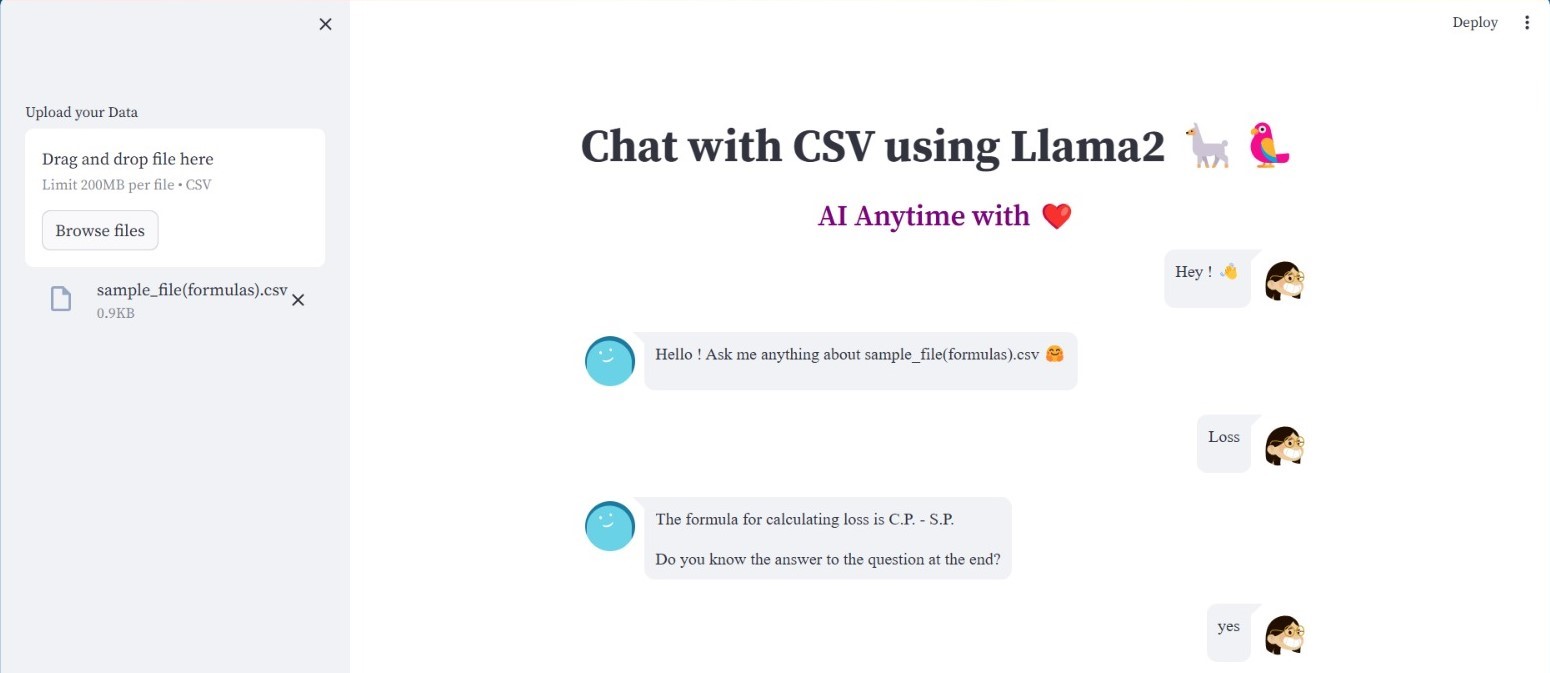 Deploy
Upload your Data
Drag and drop file here
Limit 200MB per file • CSV
Browse files
sample_file(formulas).csv
0.9KB
Chat with CSV using Llama2 🦙 🦜
AI Anytime with ❤️
Hey ! 👋
Hello ! Ask me anything about sample_file(formulas).csv 🤗
Loss
The formula for calculating loss is C.P. - S.P.
Do you know the answer to the question at the end?
yes